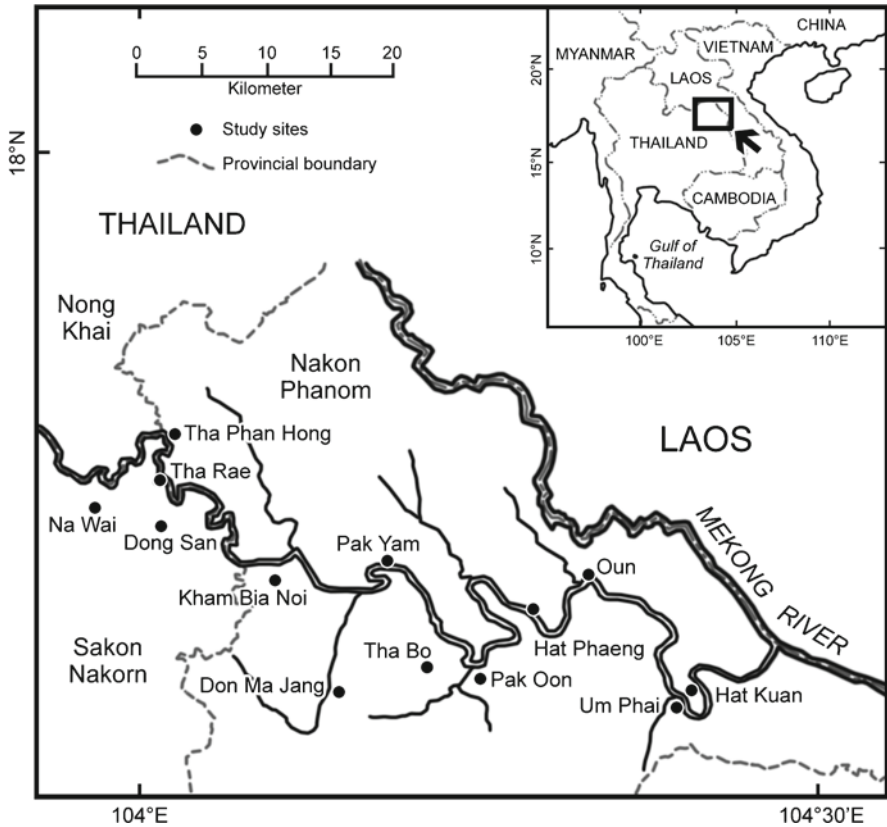 0 5 10 15 20
Kilometer
Study sites
Provincial boundary
18°N
THAILAND
Nong
Khai
Nakon
Phanom
LAOS
Tha Phan Hong
Tha Rae
Na Wai
Dong San
Pak Yam
Oun
MEKONG RIVER
Kham Bia Noi
Sakon
Nakorn
Tha Bo
Hat Phaeng
Don Ma Jang
Pak Oon
Um Phai
Hat Kuan
104°E
104°30'E
CHINA
MYANMAR
VIETNAM
LAOS
THAILAND
CAMBODIA
Gulf of
Thailand
20°N
15°N
10°N
100°E
105°E
110°E